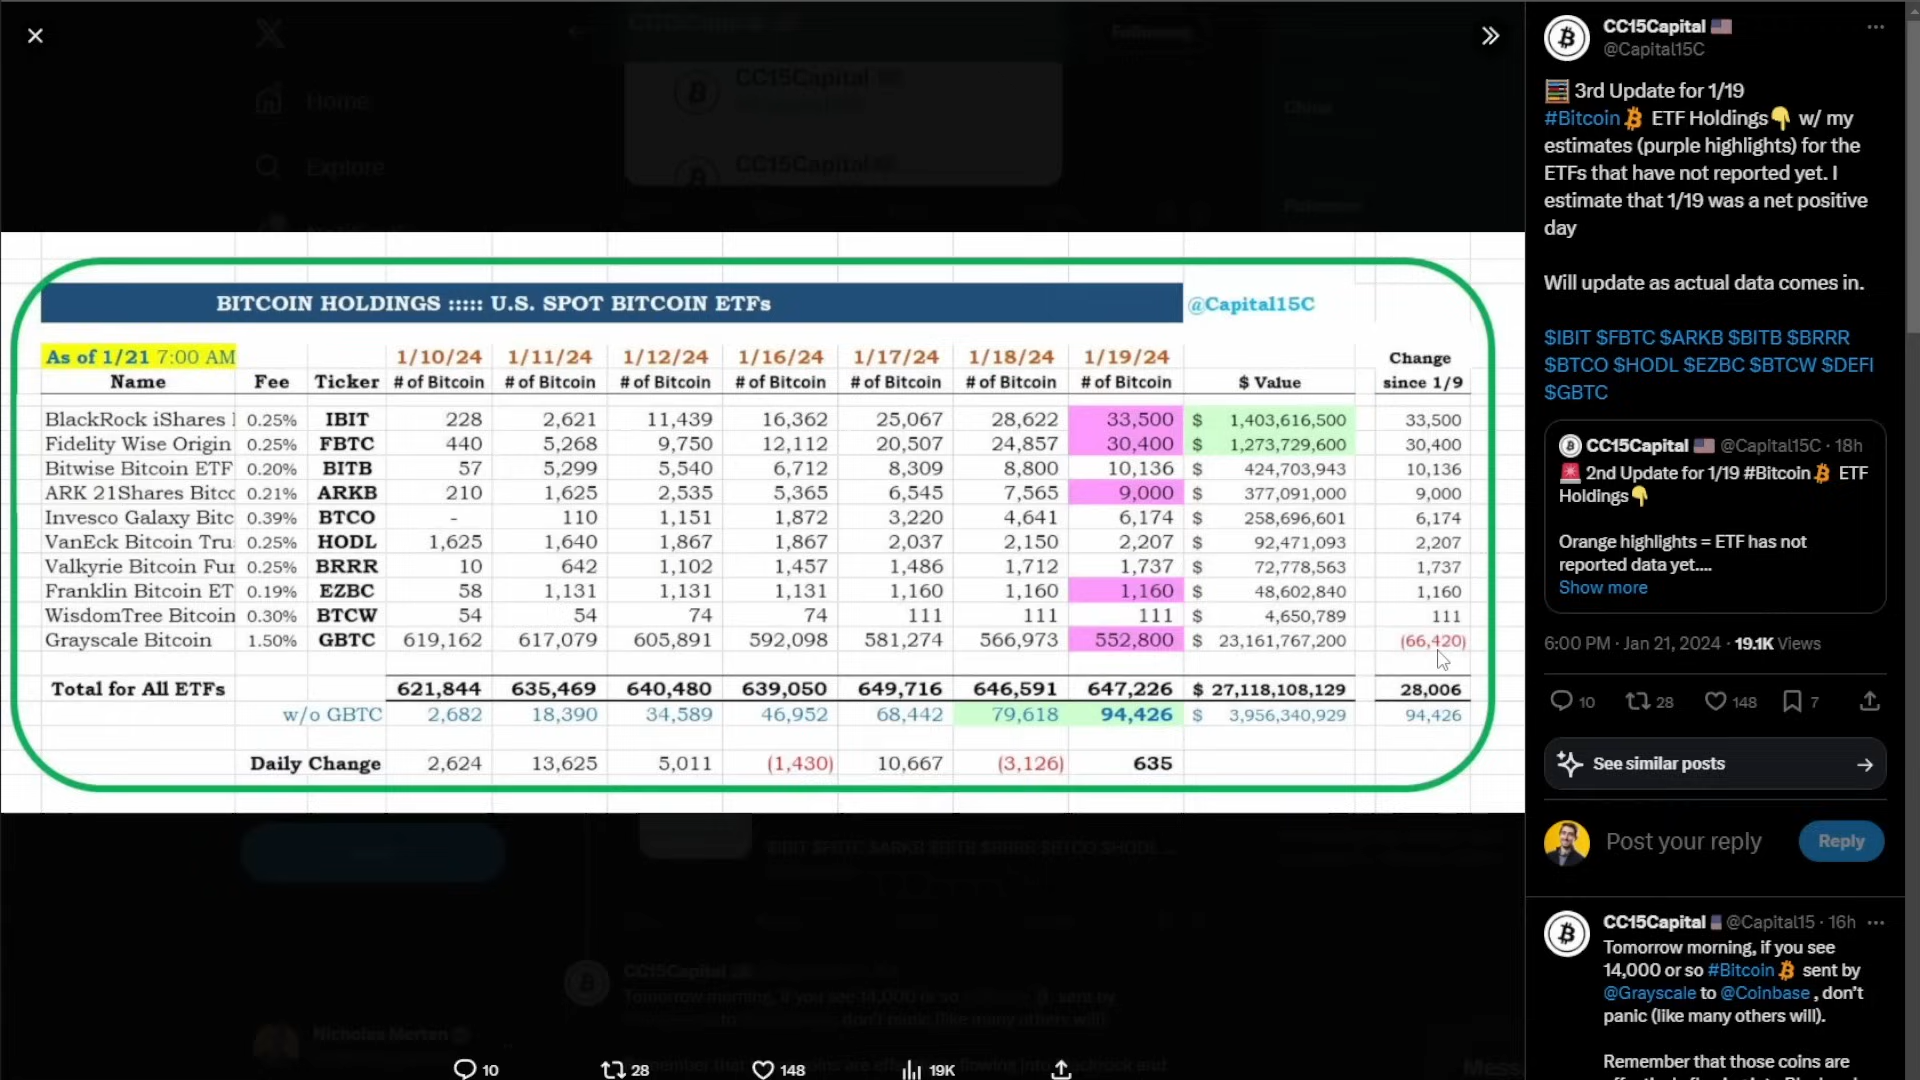 BITCOIN HOLDINGS ::::: U.S. SPOT BITCOIN ETFs @Capital15C
As of 1/21 7:00 AM 1/10/24 1/11/24 1/12/24 1/16/24 1/17/24 1/18/24 1/19/24 Change
Name Fee Ticker # of Bitcoin # of Bitcoin # of Bitcoin # of Bitcoin # of Bitcoin # of Bitcoin # of Bitcoin $ Value since 1/9
BlackRock iShares 0.25% IBIT 228 2,621 11,439 16,362 25,067 28,622 33,500 $ 1,403,616,500 33,500
Fidelity Wise Origin 0.25% FBTC 440 5,268 9,750 12,112 20,507 24,857 30,400 $ 1,273,729,600 30,400
Bitwise Bitcoin ETF 0.20% BITB 57 5,299 5,540 6,712 8,309 8,800 10,136 $ 424,703,943 10,136
ARK 21Shares Bitc 0.21% ARKB 210 1,625 2,535 5,365 6,545 7,565 9,000 $ 377,091,000 9,000
Invesco Galaxy Bitc 0.39% BTCO - 110 1,151 1,872 3,220 4,641 6,174 $ 258,696,601 6,174
VanEck Bitcoin Tru 0.25% HODL 1,625 1,640 1,867 1,867 2,037 2,150 2,207 $ 92,471,093 2,207
Valkyrie Bitcoin Fu 0.25% BRRR 10 642 1,102 1,457 1,486 1,712 1,737 $ 72,778,563 1,737
Franklin Bitcoin ET 0.19% EZBC 58 1,131 1,131 1,131 1,160 1,160 1,160 $ 48,602,840 1,160
WisdomTree Bitcoin 0.30% BTCW 54 54 74 74 111 111 111 $ 4,650,789 111
Grayscale Bitcoin 1.50% GBTC 619,162 617,079 605,891 592,098 581,274 566,973 552,800 $ 23,161,767,200 (66,420)
Total for All ETFs 621,844 635,469 640,480 639,050 649,716 646,591 647,226 $ 27,118,108,129 28,006
w/o GBTC 2,682 18,390 34,589 46,952 68,442 79,618 94,426 $ 3,956,340,929 94,426
Daily Change 2,624 13,625 5,011 (1,430) 10,667 (3,126) 635
10 28 148 19K
CC15Capital
@Capital15C
3rd Update for 1/19
#Bitcoin ETF Holdings w/ my
estimates (purple highlights) for the
ETFs that have not reported yet. I
estimate that 1/19 was a net positive
day
Will update as actual data comes in.
$IBIT $FBTC $ARKB $BITB $BRRR
$BTCO $HODL $EZBC $BTCW $DEFI
$GBTC
CC15Capital @Capital15C · 18h
2nd Update for 1/19 #Bitcoin ETF
Holdings
Orange highlights = ETF has not
reported data yet....
Show more
6:00 PM · Jan 21, 2024 · 19.1K Views
10 28 148 7
See similar posts
Post your reply Reply
CC15Capital @Capital15 · 16h
Tomorrow morning, if you see
14,000 or so #Bitcoin sent by
@Grayscale to @Coinbase , don't
panic (like many others will).
Remember that those coins are
Home
Explore
CC15Capital
CC15Capital
CC15Capital
Nicholas Merten